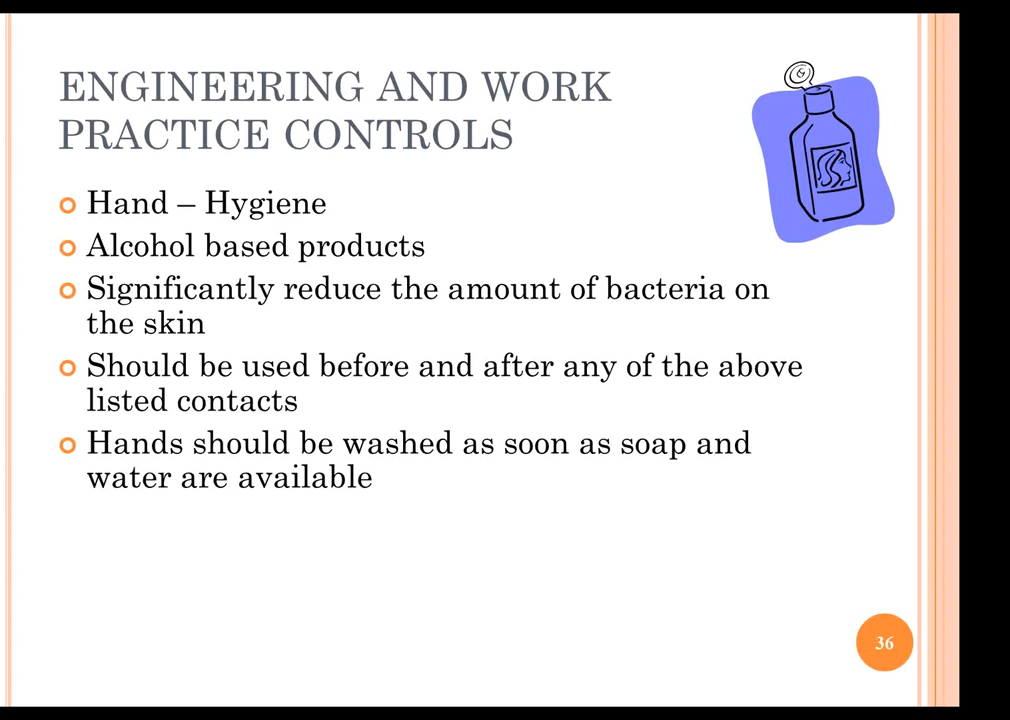 ENGINEERING AND WORK
PRACTICE CONTROLS
Hand – Hygiene
Alcohol based products
Significantly reduce the amount of bacteria on
the skin
Should be used before and after any of the above
listed contacts
Hands should be washed as soon as soap and
water are available
36